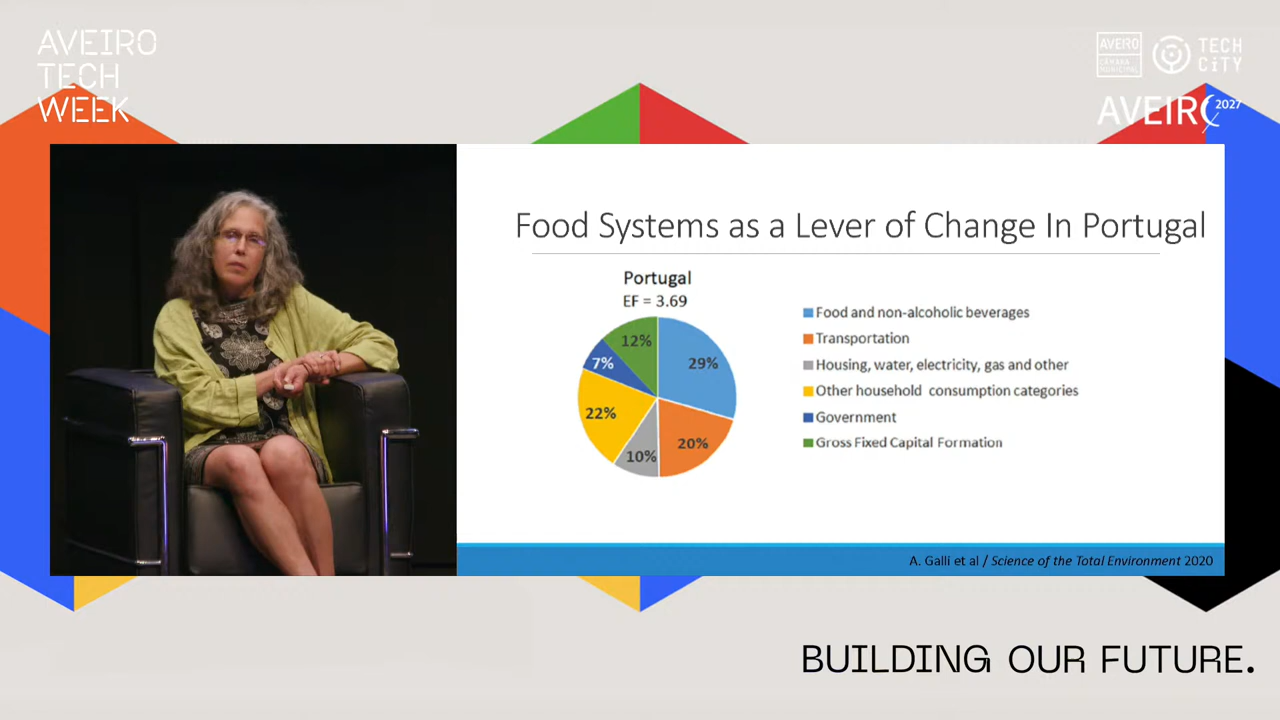 AVEIRO
TECH
WEEK
AVEIRO
CÂMARA
MUNICIPAL
TECH
CiTY
AVEIRO 2027
Food Systems as a Lever of Change In Portugal
Portugal
EF = 3.69
12%
29%
7%
22%
20%
10%
Food and non-alcoholic beverages
Transportation
Housing, water, electricity, gas and other
Other household consumption categories
Government
Gross Fixed Capital Formation
A. Galli et al / Science of the Total Environment 2020
BUILDING OUR FUTURE.